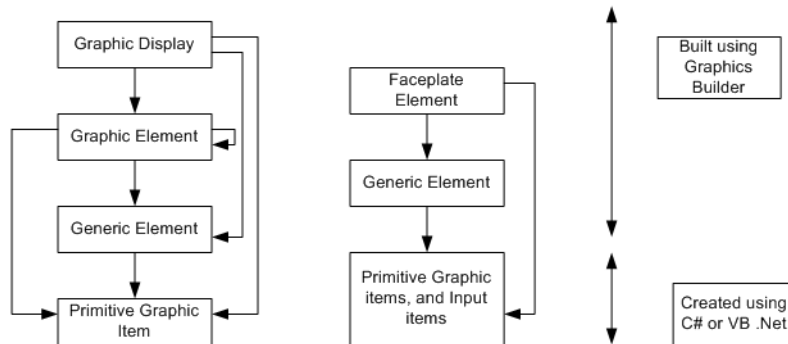 Graphic Display
Graphic Element
Generic Element
Primitive Graphic
Item
Faceplate
Element
Generic Element
Primitive Graphic
items, and Input
items
Built using
Graphics
Builder
Created using
C# or VB .Net